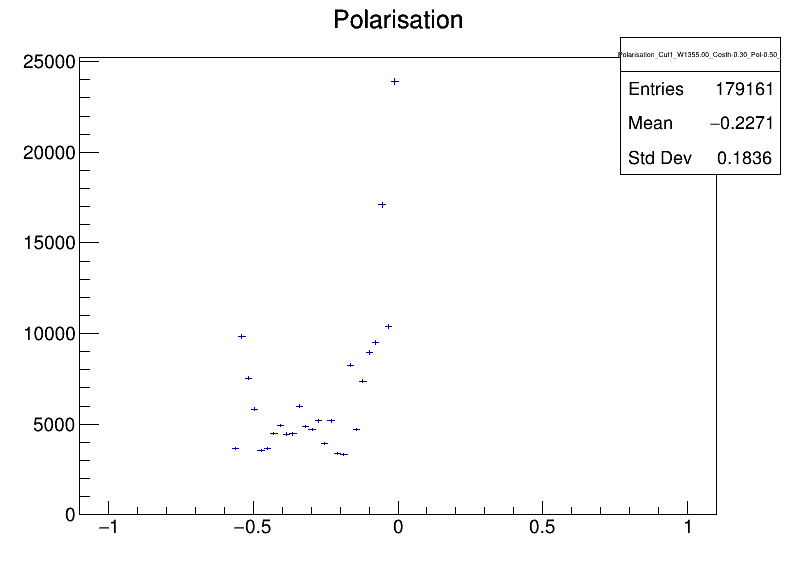 Polarisation
Polarisation_Cut1_W1355.00_Costh-0.30_Pol-0.50_
Entries 179161
Mean −0.2271
Std Dev 0.1836
25000
20000
15000
10000
5000
0
−1 −0.5 0 0.5 1